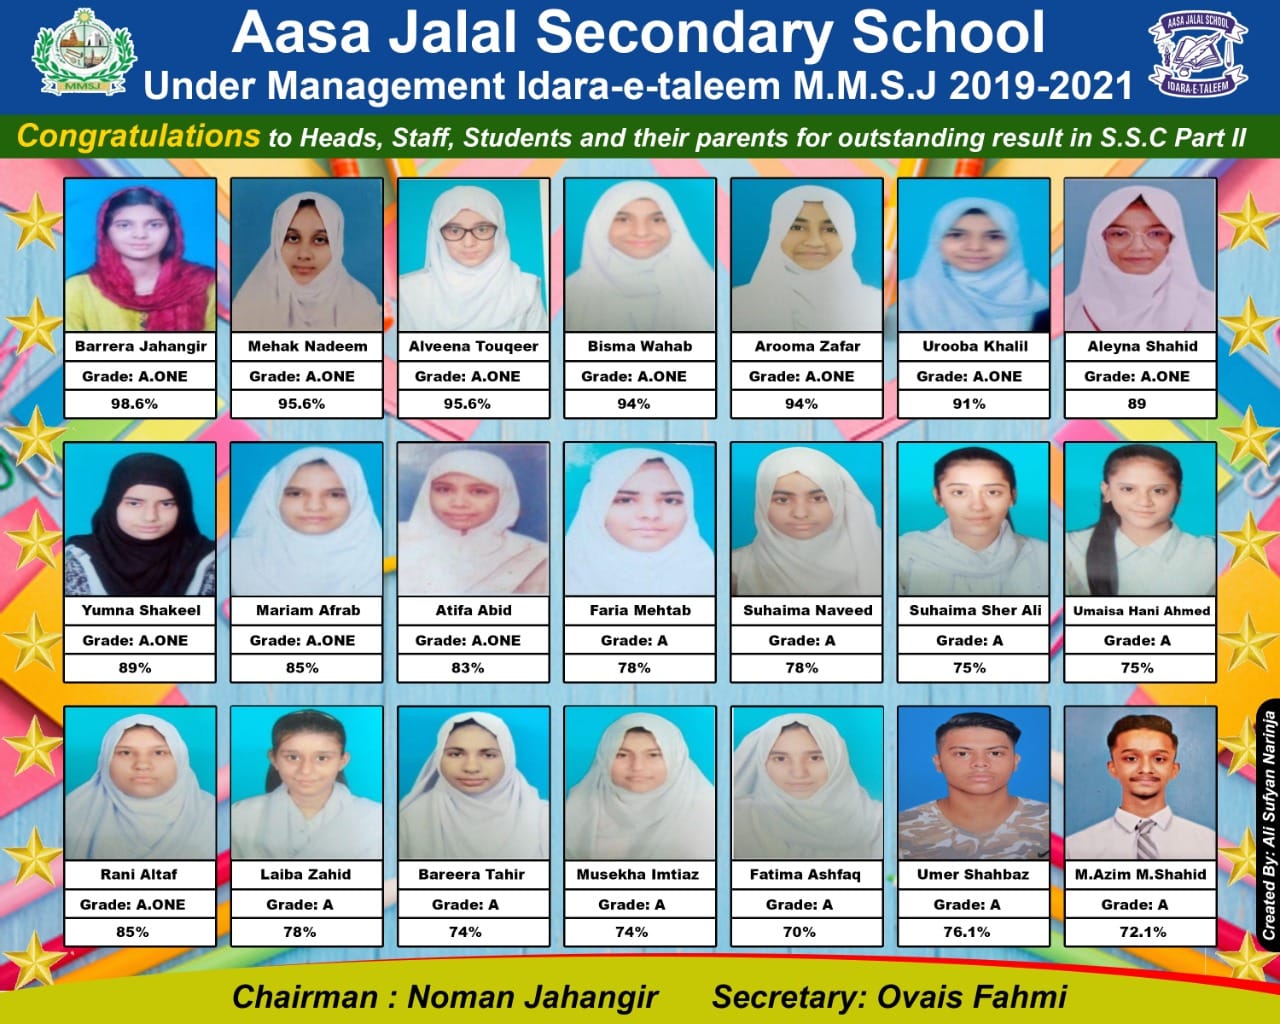 Aasa Jalal Secondary School
Under Management Idara-e-taleem M.M.S.J 2019-2021
MMSJ
AASA JALAL SCHOOL
IDARA-E-TALEEM
Congratulations to Heads, Staff, Students and their parents for outstanding result in S.S.C Part II
Barrera Jahangir
Grade: A.ONE
98.6%
Mehak Nadeem
Grade: A.ONE
95.6%
Alveena Touqeer
Grade: A.ONE
95.6%
Bisma Wahab
Grade: A.ONE
94%
Arooma Zafar
Grade: A.ONE
94%
Urooba Khalil
Grade: A.ONE
91%
Aleyna Shahid
Grade: A.ONE
89
Yumna Shakeel
Grade: A.ONE
89%
Mariam Afrab
Grade: A.ONE
85%
Atifa Abid
Grade: A.ONE
83%
Faria Mehtab
Grade: A
78%
Suhaima Naveed
Grade: A
78%
Suhaima Sher Ali
Grade: A
75%
Umaisa Hani Ahmed
Grade: A
75%
Rani Altaf
Grade: A.ONE
85%
Laiba Zahid
Grade: A
78%
Bareera Tahir
Grade: A
74%
Musekha Imtiaz
Grade: A
74%
Fatima Ashfaq
Grade: A
70%
Umer Shahbaz
Grade: A
76.1%
M.Azim M.Shahid
Grade: A
72.1%
Created By: Ali Sufyan Narinja
Chairman : Noman Jahangir Secretary: Ovais Fahmi